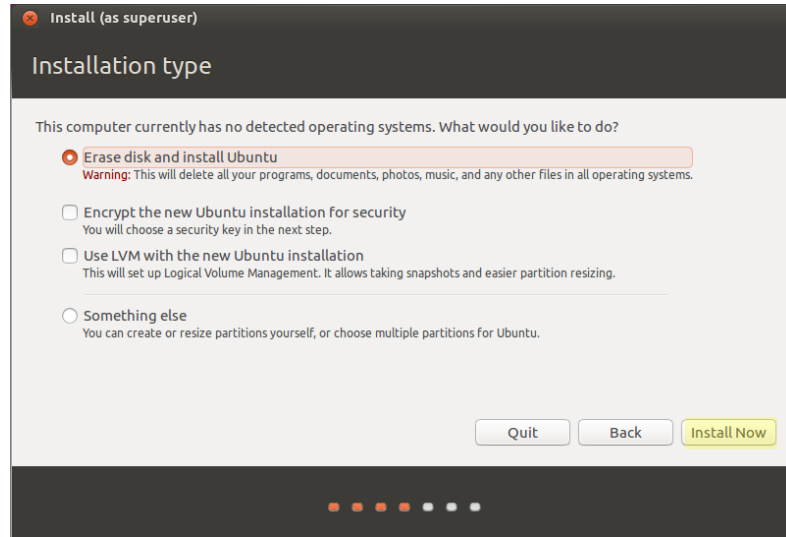 Install (as superuser)
Installation type
This computer currently has no detected operating systems. What would you like to do?
Erase disk and install Ubuntu
Warning: This will delete all your programs, documents, photos, music, and any other files in all operating systems.
Encrypt the new Ubuntu installation for security
You will choose a security key in the next step.
Use LVM with the new Ubuntu installation
This will set up Logical Volume Management. It allows taking snapshots and easier partition resizing.
Something else
You can create or resize partitions yourself, or choose multiple partitions for Ubuntu.
Quit Back Install Now